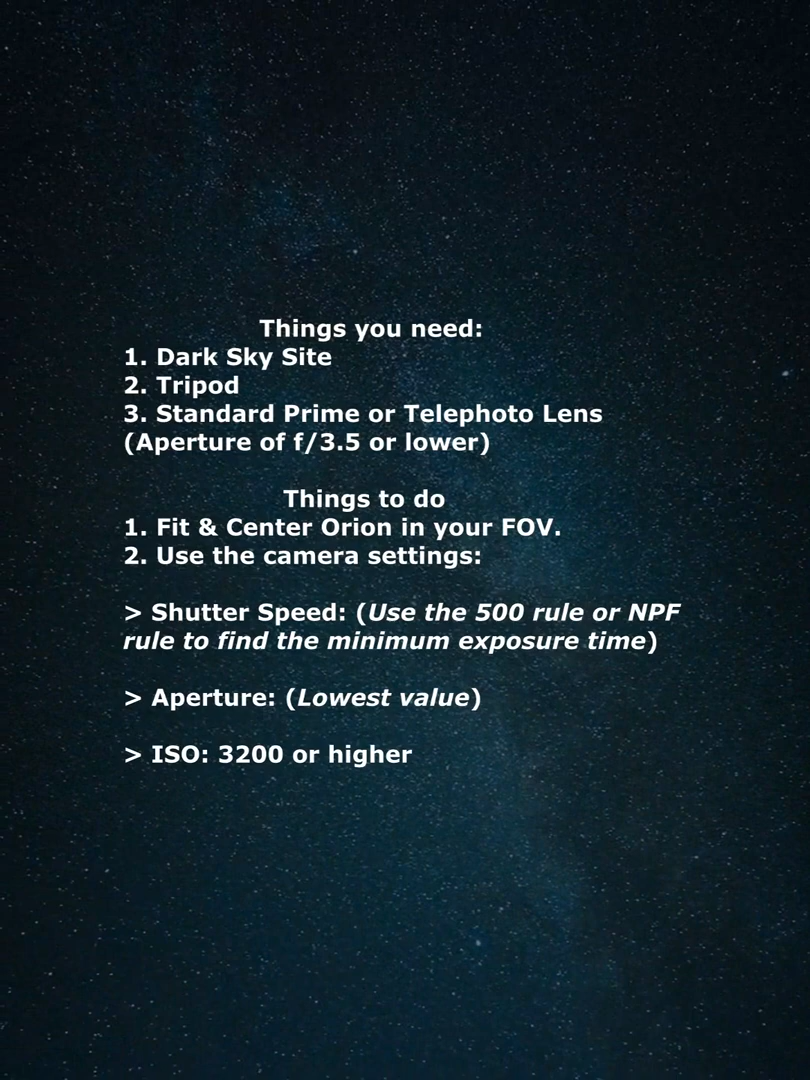 Things you need:
1. Dark Sky Site
2. Tripod
3. Standard Prime or Telephoto Lens
(Aperture of f/3.5 or lower)
Things to do
1. Fit & Center Orion in your FOV.
2. Use the camera settings:
> Shutter Speed: (Use the 500 rule or NPF
rule to find the minimum exposure time)
> Aperture: (Lowest value)
> ISO: 3200 or higher